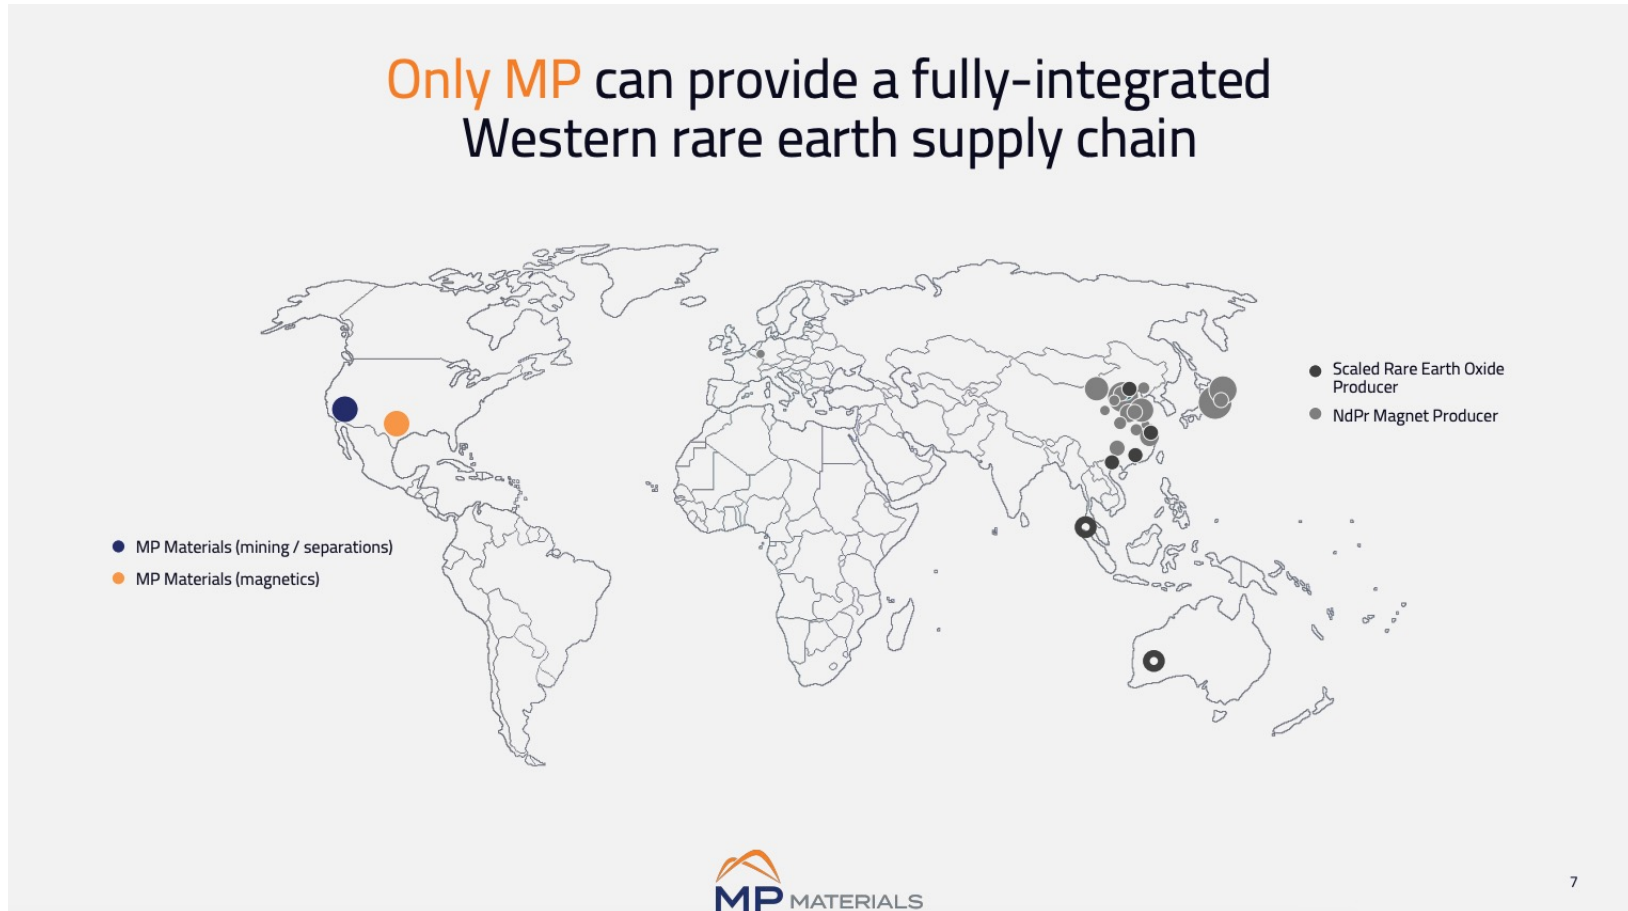 Only MP can provide a fully-integrated
Western rare earth supply chain
Scaled Rare Earth Oxide
Producer
NdPr Magnet Producer
MP Materials (mining / separations)
MP Materials (magnetics)
MP MATERIALS
7